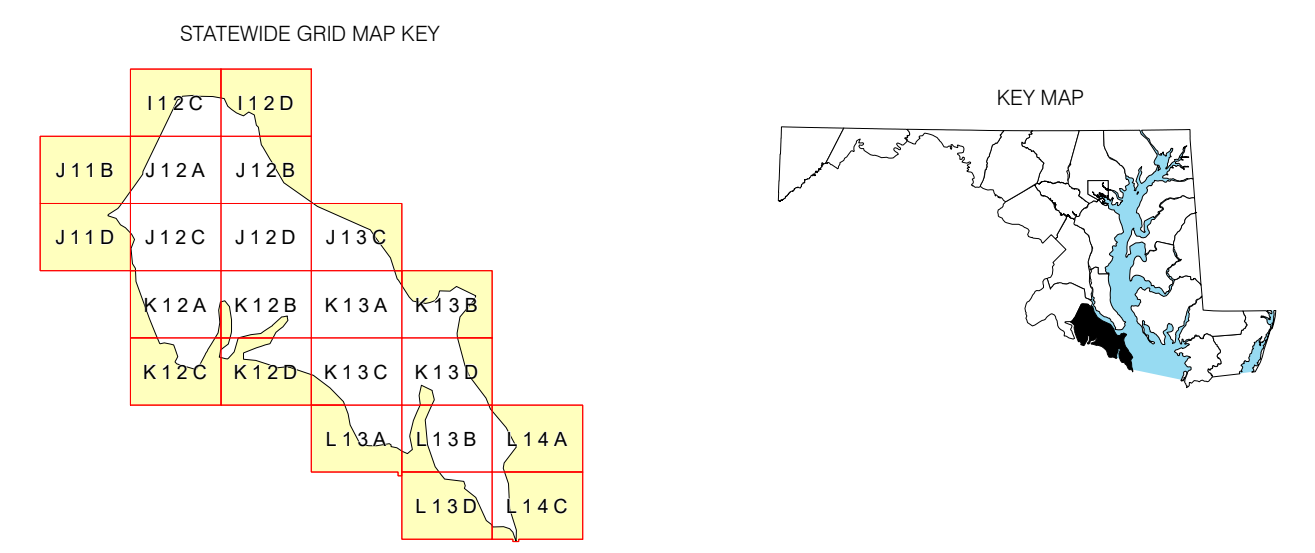 STATEWIDE GRID MAP KEY
KEY MAP
I12C I12D
J11B J12A J12B
J11D J12C J12D J13C
K12A K12B K13A K13B
K12C K12D K13C K13D
L13A L13B L14A
L13D L14C